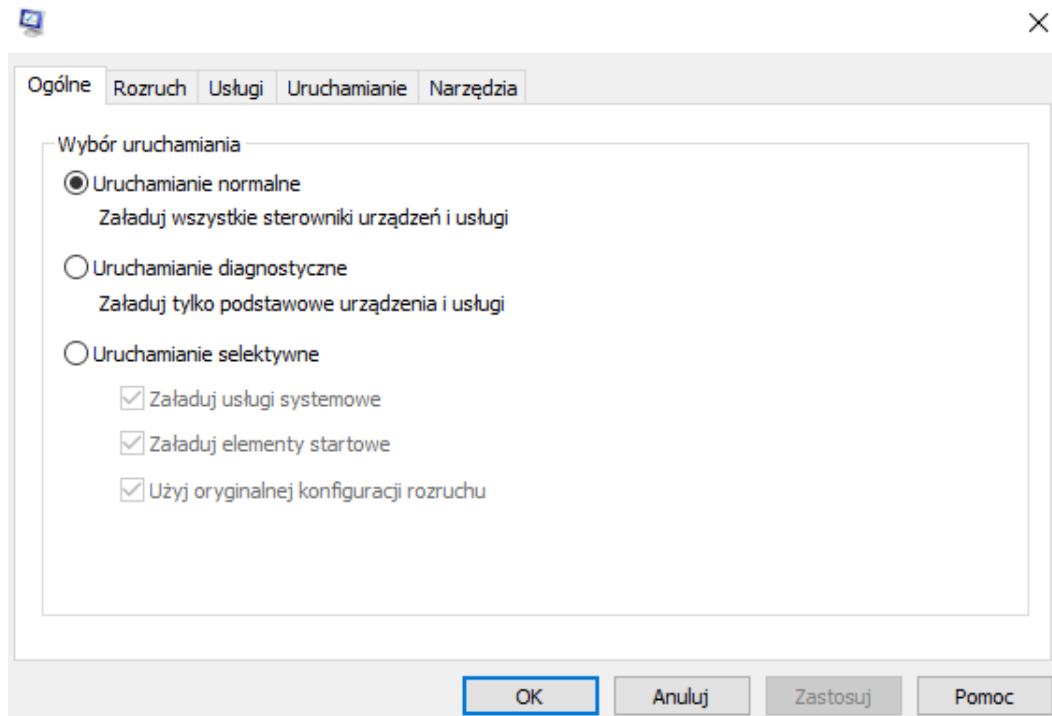 Ogólne Rozruch Usługi Uruchamianie Narzędzia
Wybór uruchamiania
Uruchamianie normalne
Załaduj wszystkie sterowniki urządzeń i usługi
Uruchamianie diagnostyczne
Załaduj tylko podstawowe urządzenia i usługi
Uruchamianie selektywne
Załaduj usługi systemowe
Załaduj elementy startowe
Użyj oryginalnej konfiguracji rozruchu
OK Anuluj Zastosuj Pomoc